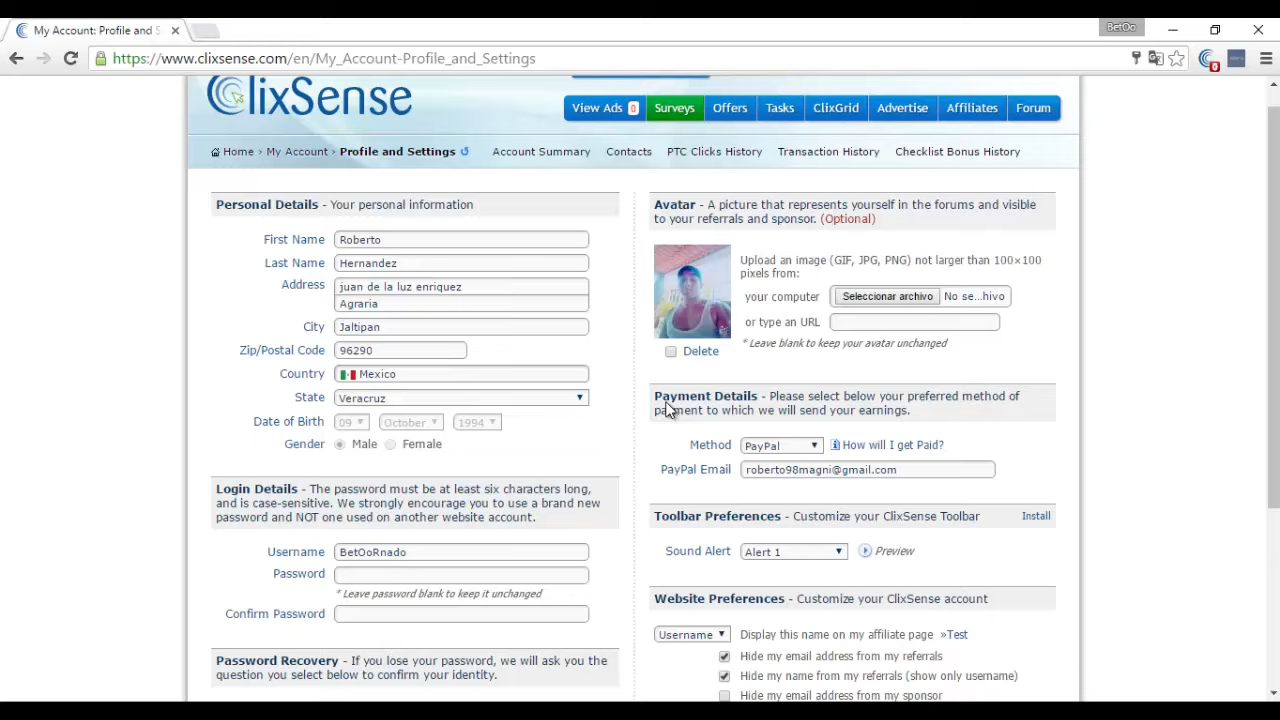 My Account: Profile and S
BetOo
https://www.clixsense.com/en/My_Account-Profile_and_Settings
ClixSense
View Ads 0
Surveys
Offers
Tasks
ClixGrid
Advertise
Affiliates
Forum
Home › My Account › Profile and Settings
Account Summary
Contacts
PTC Clicks History
Transaction History
Checklist Bonus History
Personal Details - Your personal information
First Name Roberto
Last Name Hernandez
Address juan de la luz enriquez
Agraria
City Jaltipan
Zip/Postal Code 96290
Country Mexico
State Veracruz
Date of Birth 09 October 1994
Gender Male Female
Login Details - The password must be at least six characters long,
and is case-sensitive. We strongly encourage you to use a brand new
password and NOT one used on another website account.
Username BetOoRnado
Password
* Leave password blank to keep it unchanged
Confirm Password
Password Recovery - If you lose your password, we will ask you the
question you select below to confirm your identity.
Avatar - A picture that represents yourself in the forums and visible
to your referrals and sponsor. (Optional)
Upload an image (GIF, JPG, PNG) not larger than 100×100
pixels from:
your computer Seleccionar archivo No se...hivo
or type an URL
* Leave blank to keep your avatar unchanged
Delete
Payment Details - Please select below your preferred method of
payment to which we will send your earnings.
Method PayPal How will I get Paid?
PayPal Email roberto98magni@gmail.com
Toolbar Preferences - Customize your ClixSense Toolbar Install
Sound Alert Alert 1 Preview
Website Preferences - Customize your ClixSense account
Username Display this name on my affiliate page »Test
Hide my email address from my referrals
Hide my name from my referrals (show only username)
Hide my email address from my sponsor